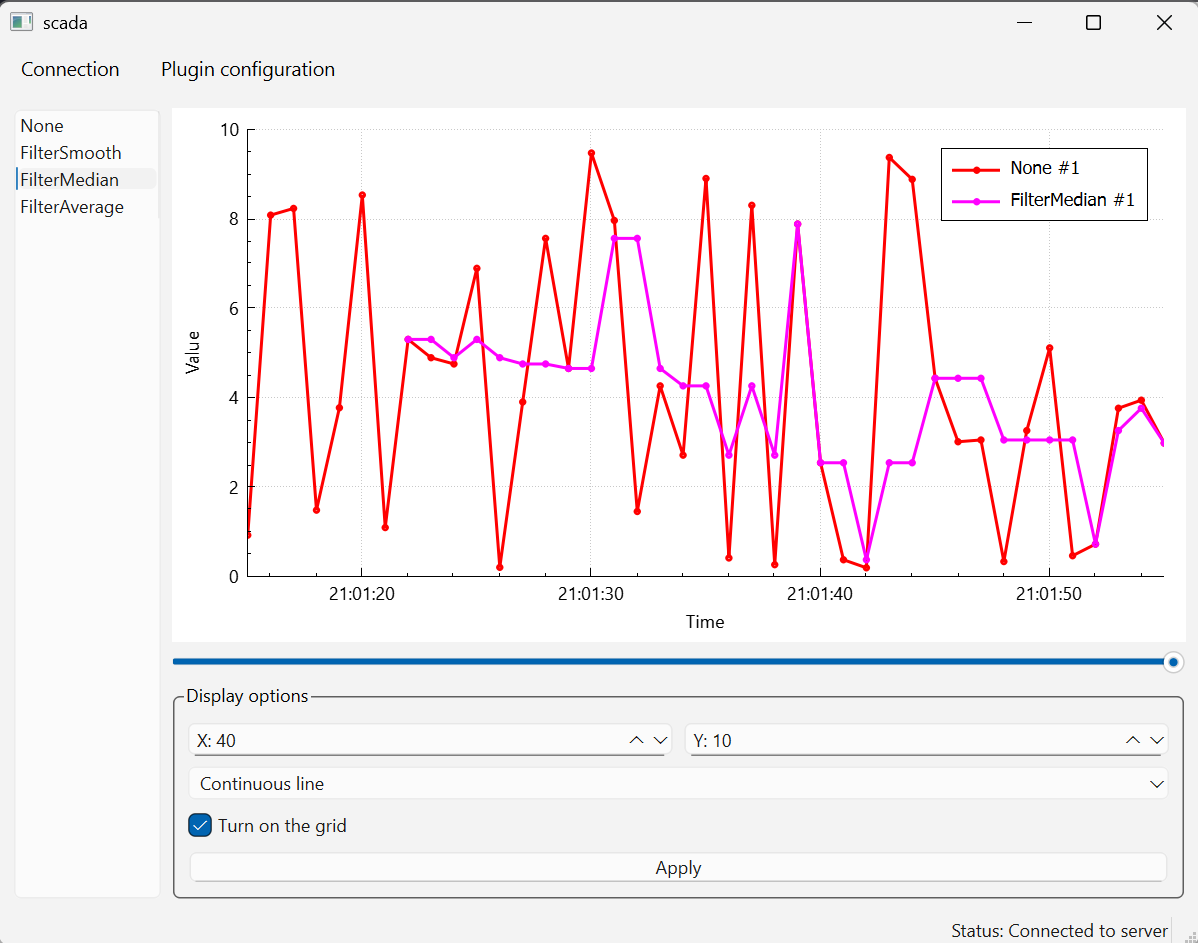 scada
Connection Plugin configuration
None
FilterSmooth
FilterMedian
FilterAverage
10
8
6
4
2
0
Value
None #1
FilterMedian #1
21:01:20 21:01:30 21:01:40 21:01:50
Time
Display options
X: 40 Y: 10
Continuous line
Turn on the grid
Apply
Status: Connected to server